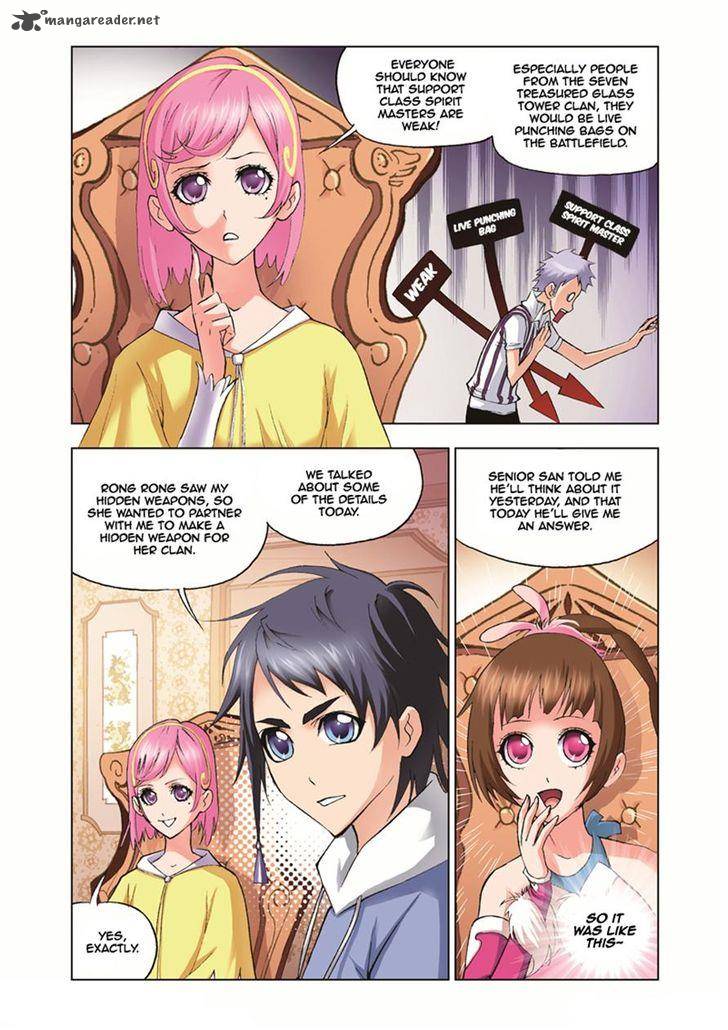 mangareader.net
EVERYONE
SHOULD KNOW
THAT SUPPORT
CLASS SPIRIT
MASTERS ARE
WEAK!
ESPECIALLY PEOPLE
FROM THE SEVEN
TREASURED GLASS
TOWER CLAN, THEY
WOULD BE LIVE
PUNCHING BAGS ON
THE BATTLEFIELD.
WEAK
LIVE PUNCHING
BAG
SUPPORT CLASS
SPIRIT MASTER
RONG RONG SAW MY
HIDDEN WEAPONS, SO
SHE WANTED TO PARTNER
WITH ME TO MAKE A
HIDDEN WEAPON FOR
HER CLAN.
WE TALKED
ABOUT SOME
OF THE DETAILS
TODAY.
YES,
EXACTLY.
SENIOR SAN TOLD ME
HE'LL THINK ABOUT IT
YESTERDAY, AND THAT
TODAY HE'LL GIVE ME
AN ANSWER.
SO IT
WAS LIKE
THIS~